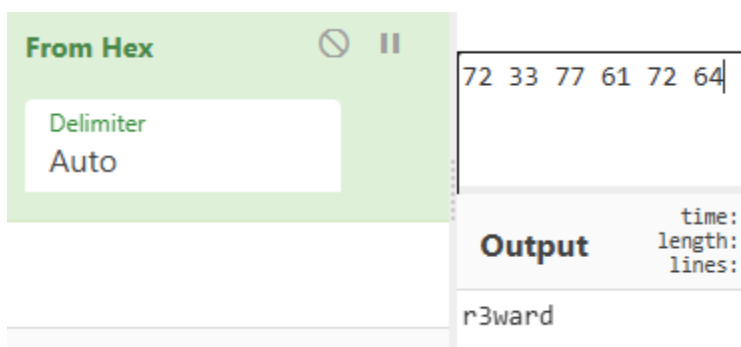 From Hex
Delimiter
Auto
72 33 77 61 72 64
Output
time:
length:
lines:
r3ward